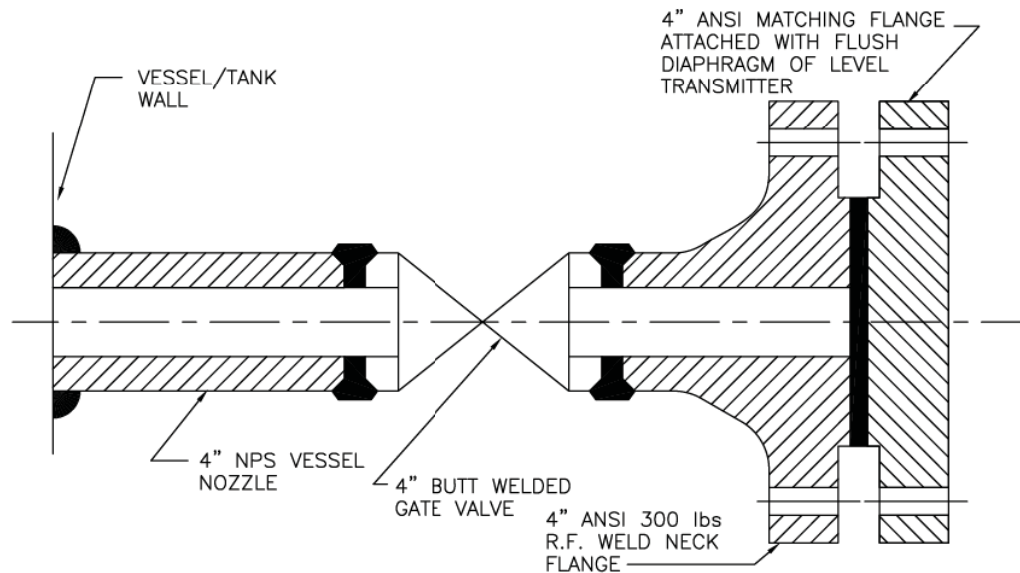 4" ANSI MATCHING FLANGE
ATTACHED WITH FLUSH
DIAPHRAGM OF LEVEL
TRANSMITTER
VESSEL/TANK
WALL
4" NPS VESSEL
NOZZLE
4" BUTT WELDED
GATE VALVE
4" ANSI 300 lbs
R.F. WELD NECK
FLANGE